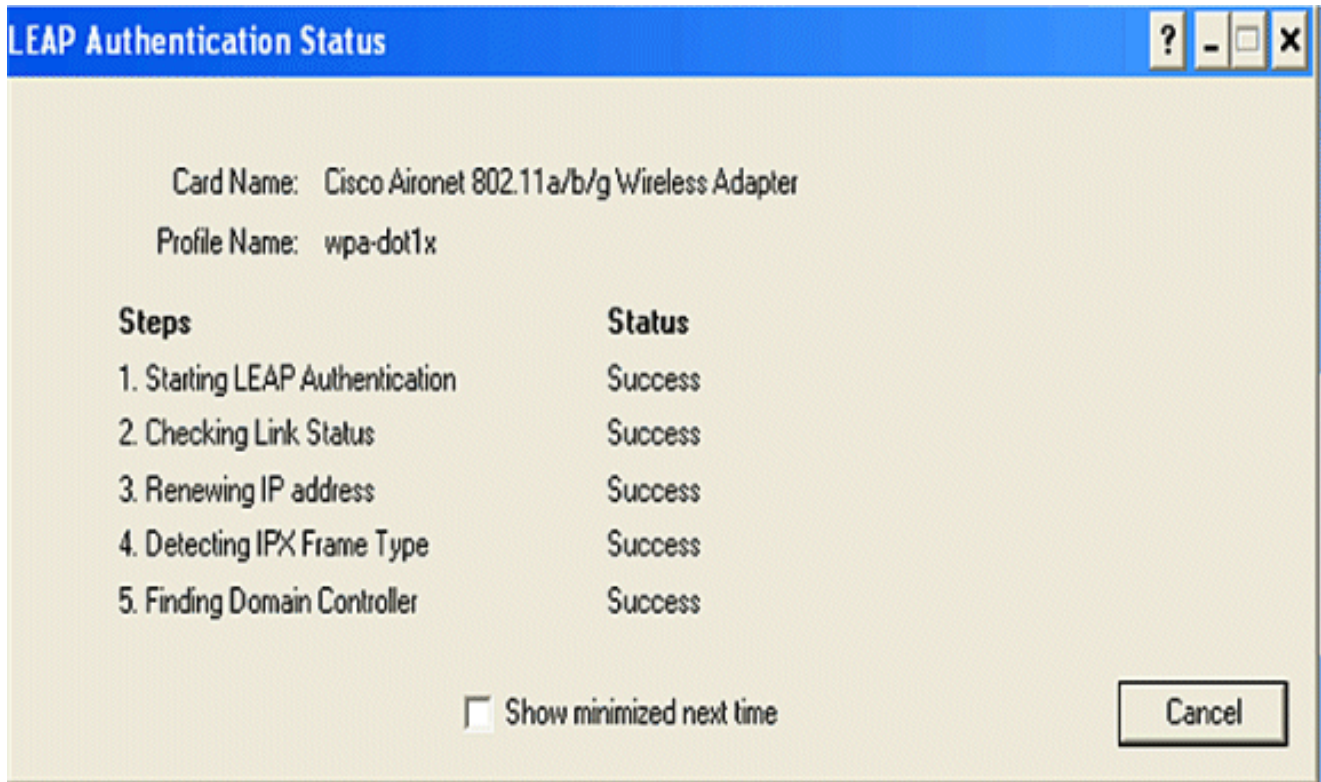 LEAP Authentication Status
Card Name: Cisco Aironet 802.11a/b/g Wireless Adapter
Profile Name: wpa-dot1x
Steps Status
1. Starting LEAP Authentication Success
2. Checking Link Status Success
3. Renewing IP address Success
4. Detecting IPX Frame Type Success
5. Finding Domain Controller Success
Show minimized next time
Cancel